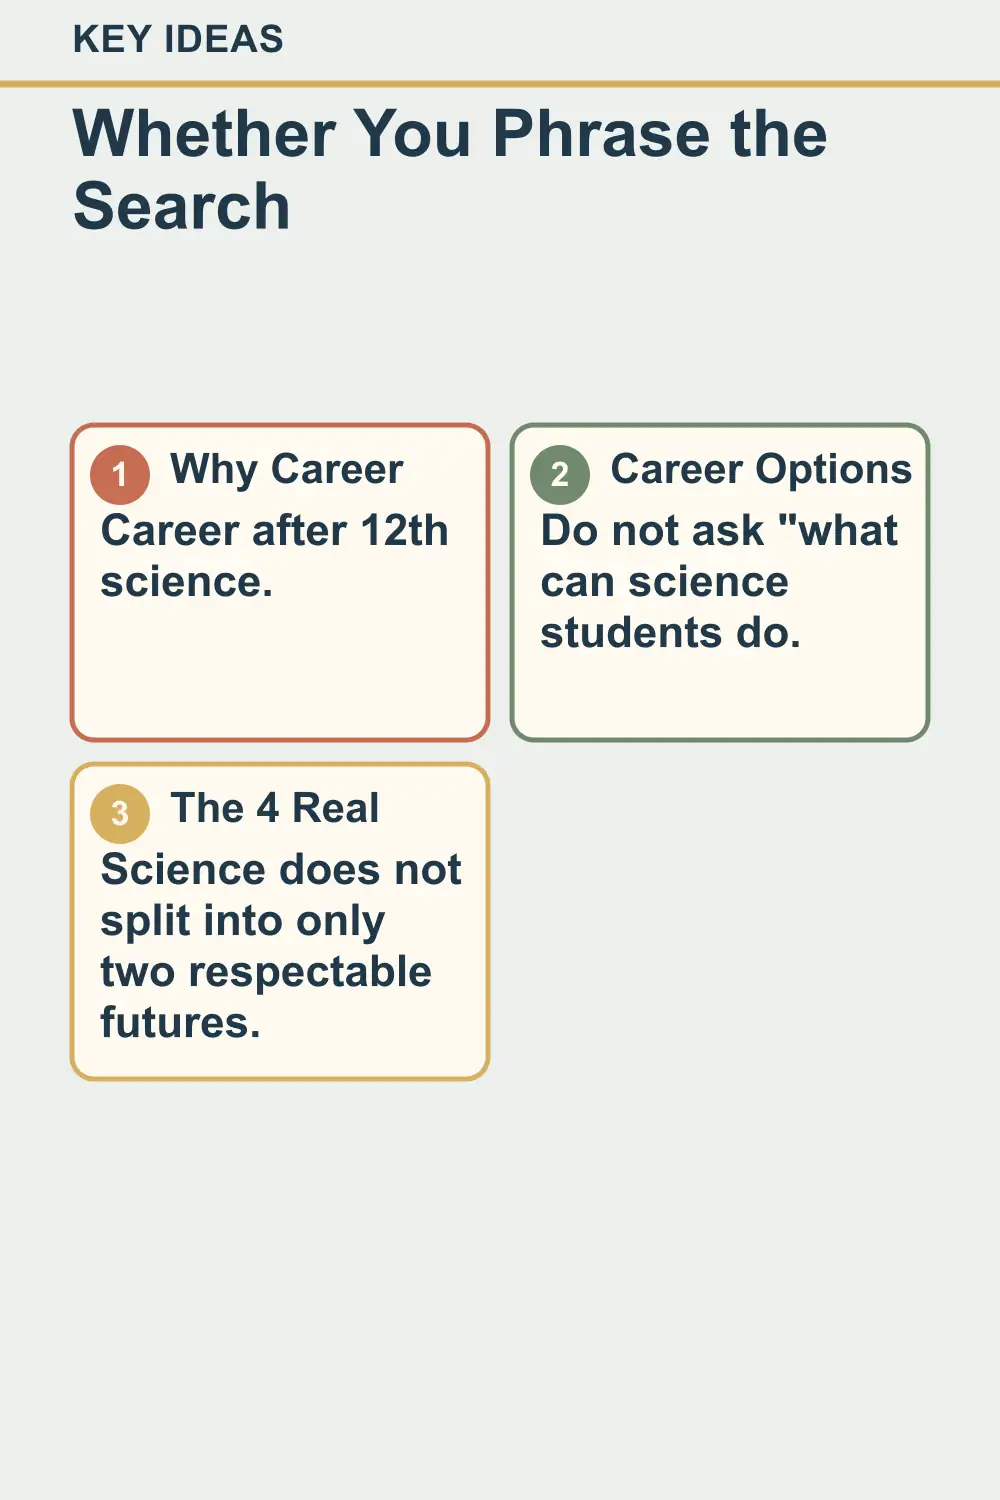 KEY IDEAS
Whether You Phrase the
Search
1 Why Career
Career after 12th
science.
2 Career Options
Do not ask "what
can science
students do.
3 The 4 Real
Science does not
split into only
two respectable
futures.